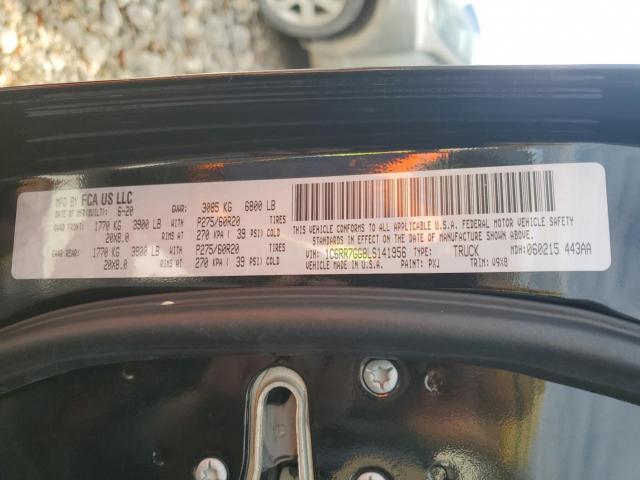 MFD BY FCA US LLC
DATE OF MFR(BUILT): 6-20 GVWR: 3085 KG 6800 LB
GAWR FRONT: 1770 KG 3900 LB P275/60R20 TIRES
20X8.0 RIMS AT 270 KPA ( 39 PSI) COLD
GAWR REAR: 1770 KG 3900 LB P275/60R20 TIRES
20X8.0 RIMS AT 270 KPA ( 39 PSI) COLD
THIS VEHICLE CONFORMS TO ALL APPLICABLE U.S.A. FEDERAL MOTOR VEHICLE SAFETY
STANDARDS IN EFFECT ON THE DATE OF MANUFACTURE SHOWN ABOVE.
VIN: 1C6RR7GG8LS141956 TYPE: TRUCK MDH: 060215 443AA
VEHICLE MADE IN U.S.A. PAINT: PXJ TRIM: V9X8